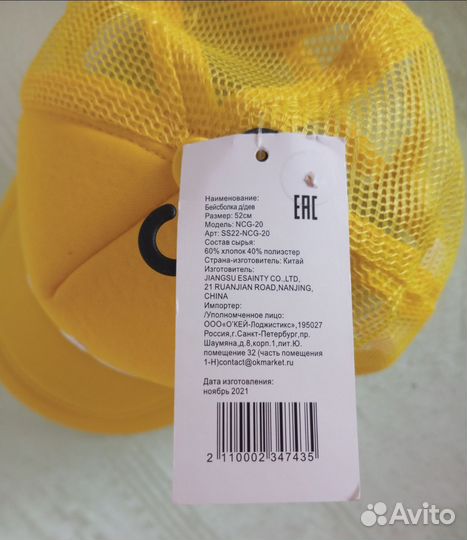 Наименование:
Бейсболка д/дев
Размер: 52см
Модель: NCG-20
Арт: SS22-NCG-20
Состав сырья:
60% хлопок 40% полиэстер
Страна-изготовитель: Китай
Изготовитель:
JIANGSU ESAINTY CO.,LTD,
21 RUANJIAN ROAD,NANJING,
CHINA
Импортер:
/Уполномоченное лицо:
ООО«О'КЕЙ-Лоджистикс»,195027
Россия,г.Санкт-Петербург,пр.
Шаумяна,д.8,корп.1,лит.Ю.
помещение 32 (часть помещения
1-Н)contact@okmarket.ru
Дата изготовления:
ноябрь 2021
2 110002 347435
EAC
Avito